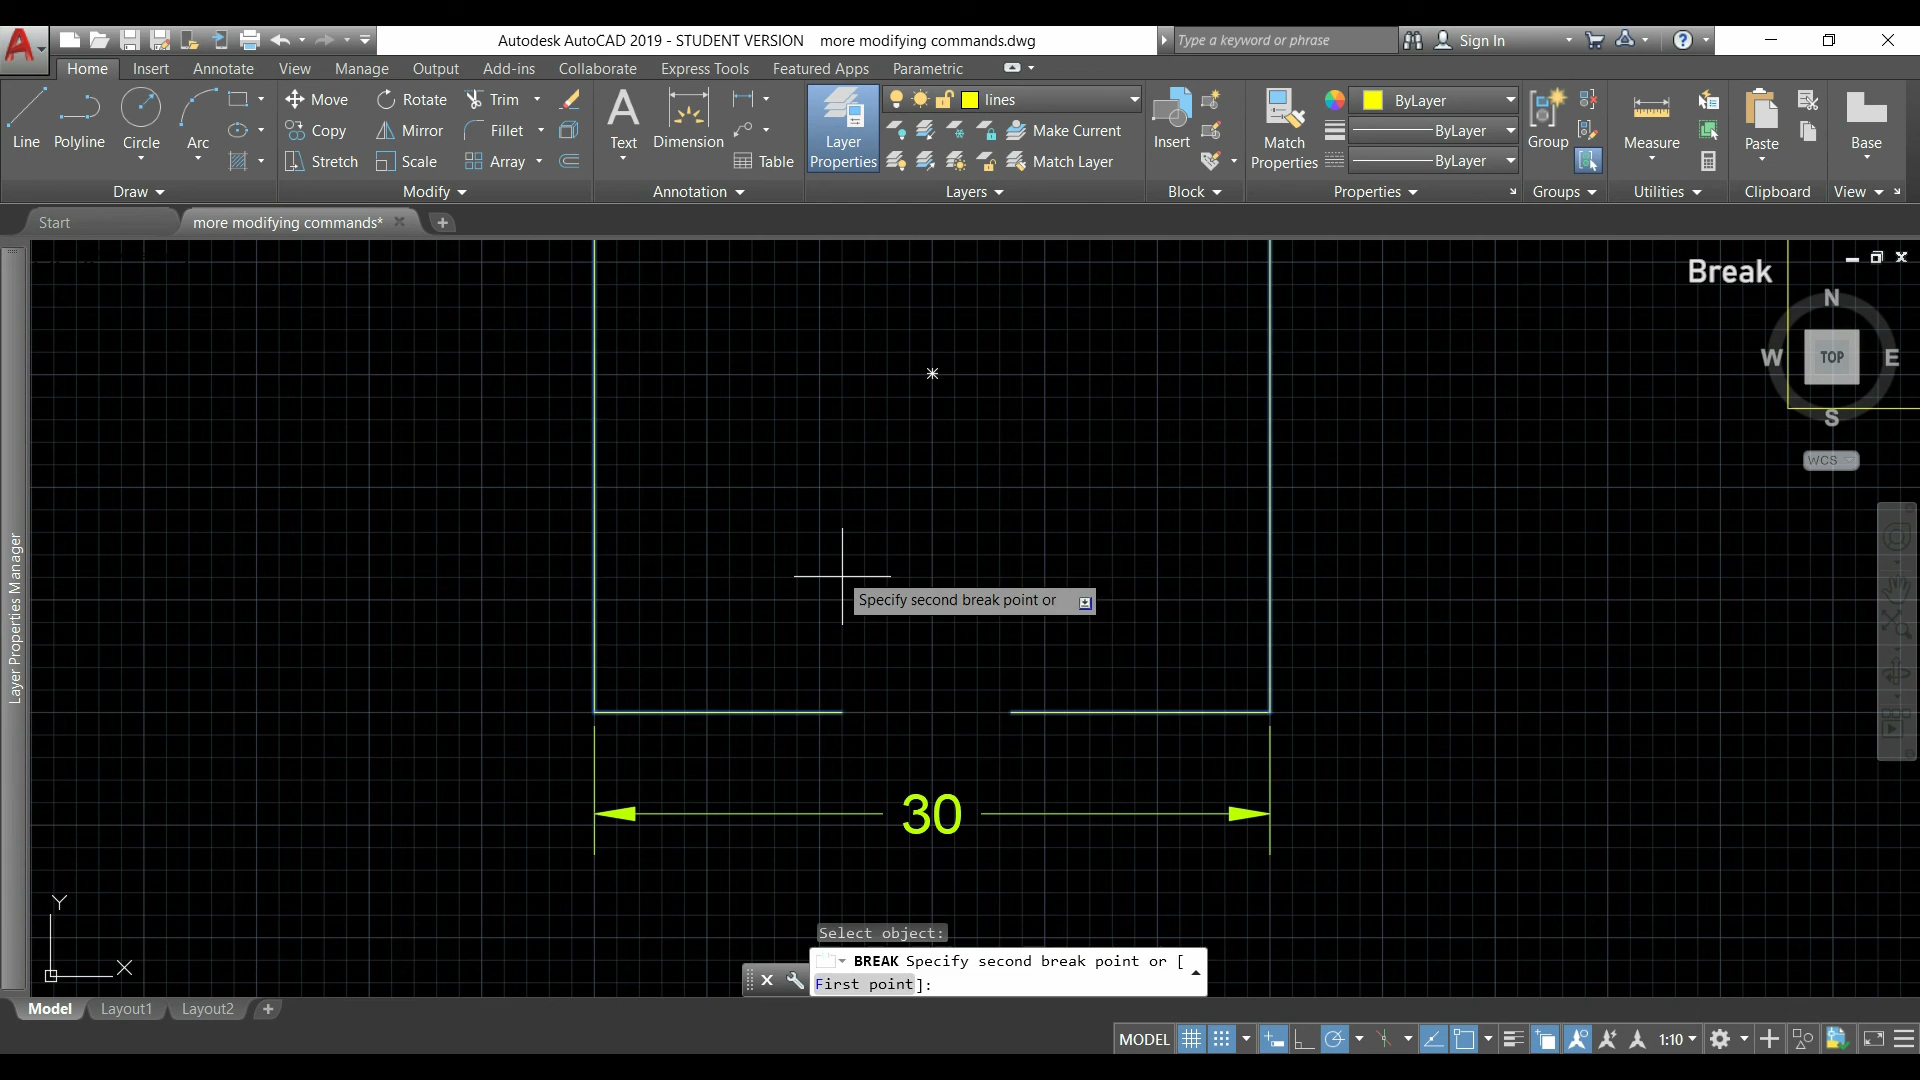 Autodesk AutoCAD 2019 - STUDENT VERSION more modifying commands.dwg
Type a keyword or phrase
Sign In
Home Insert Annotate View Manage Output Add-ins Collaborate Express Tools Featured Apps Parametric
Line Polyline Circle Arc
Draw
Move Rotate Trim
Copy Mirror Fillet
Stretch Scale Array
Modify
Text Dimension Table
Annotation
Layer Properties
lines
Make Current
Match Layer
Layers
Insert
Block
Match Properties
ByLayer
ByLayer
ByLayer
Properties
Group
Groups
Measure
Utilities
Paste
Clipboard
Base
View
Start
more modifying commands*
Break
N
W TOP E
S
WCS
Layer Properties Manager
Specify second break point or
30
Y
X
Select object:
BREAK Specify second break point or [
First point]:
Model Layout1 Layout2
MODEL
1:10